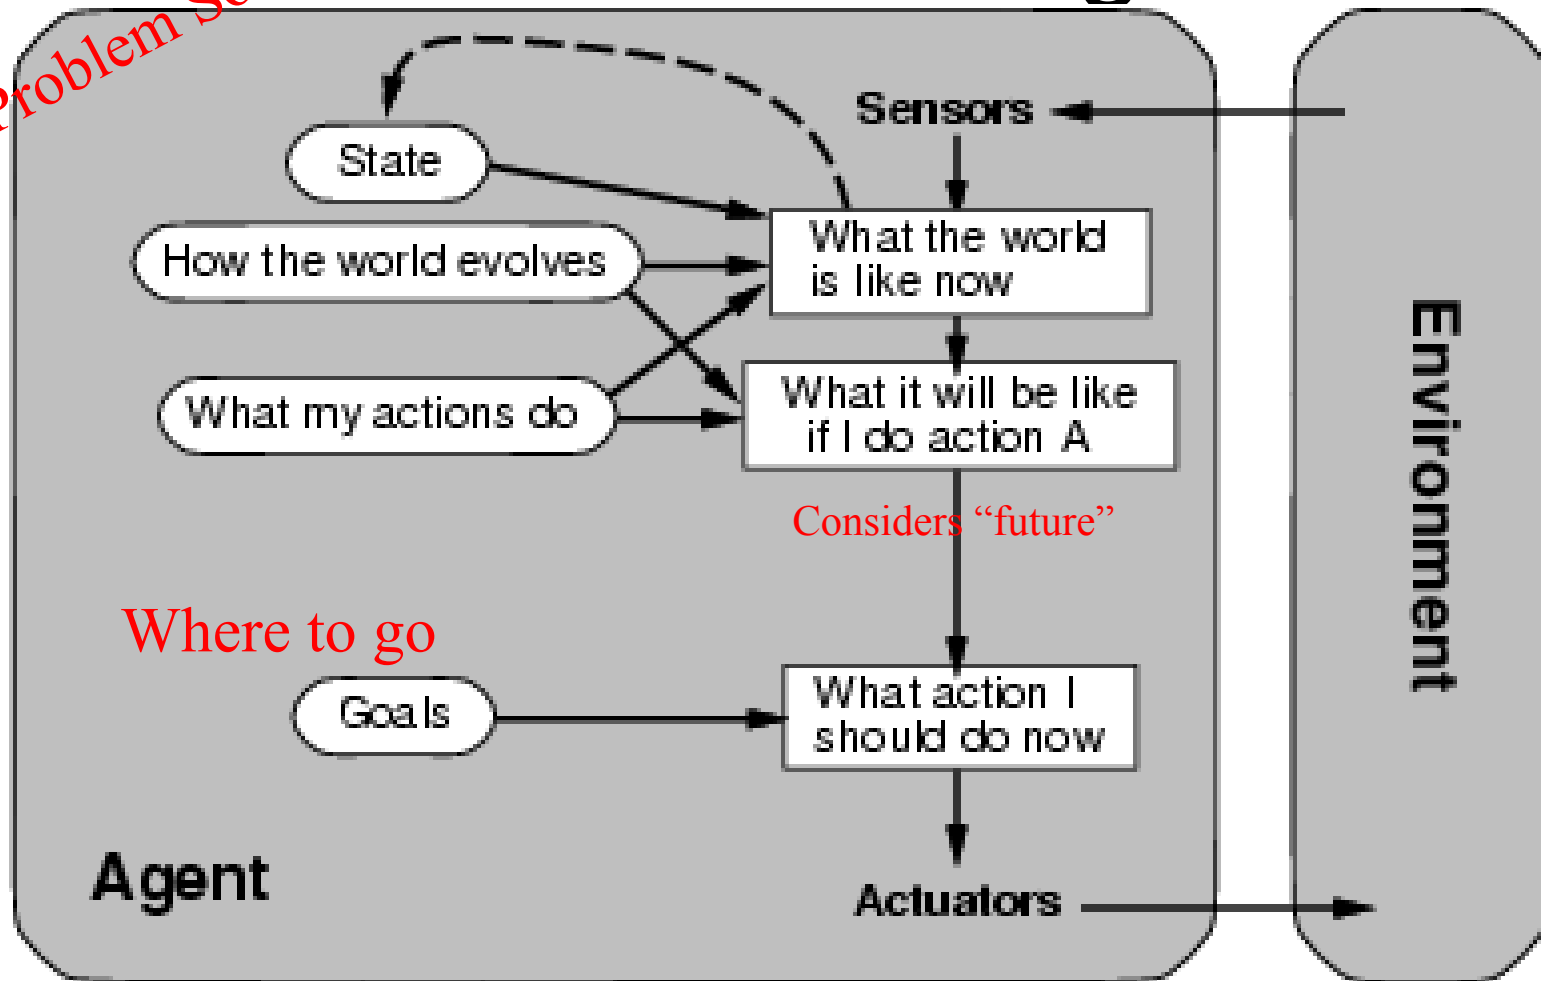 Problem
Sensors
State
What the world
is like now
How the world evolves
What it will be like
if I do action A
What my actions do
Considers “future”
Where to go
Goals
What action I
should do now
Agent
Actuators
Environment